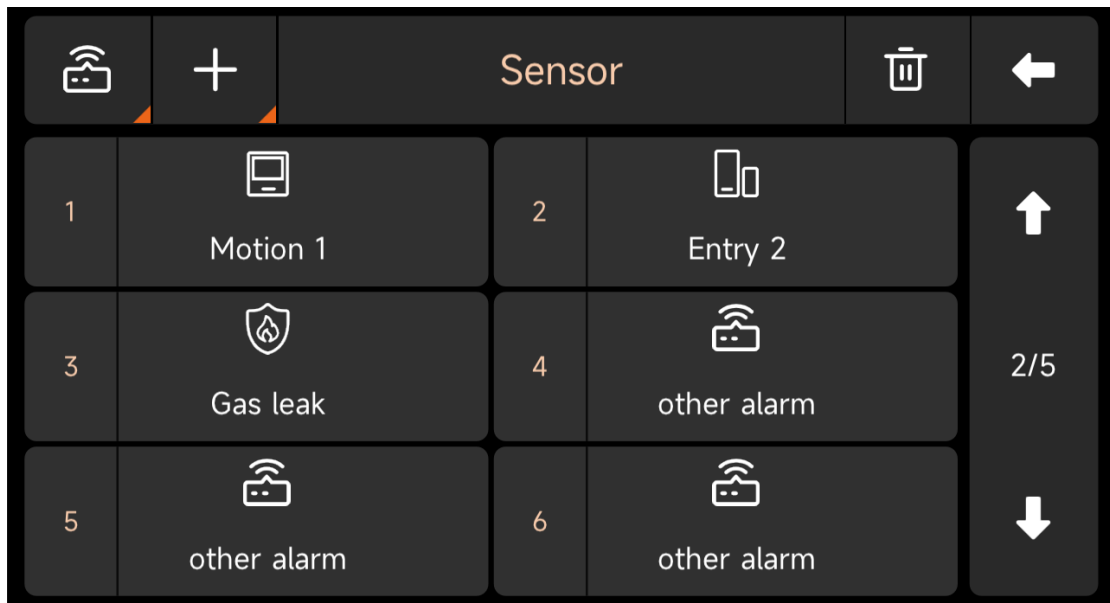 Sensor
1
Motion 1
2
Entry 2
3
Gas leak
4
other alarm
2/5
5
other alarm
6
other alarm